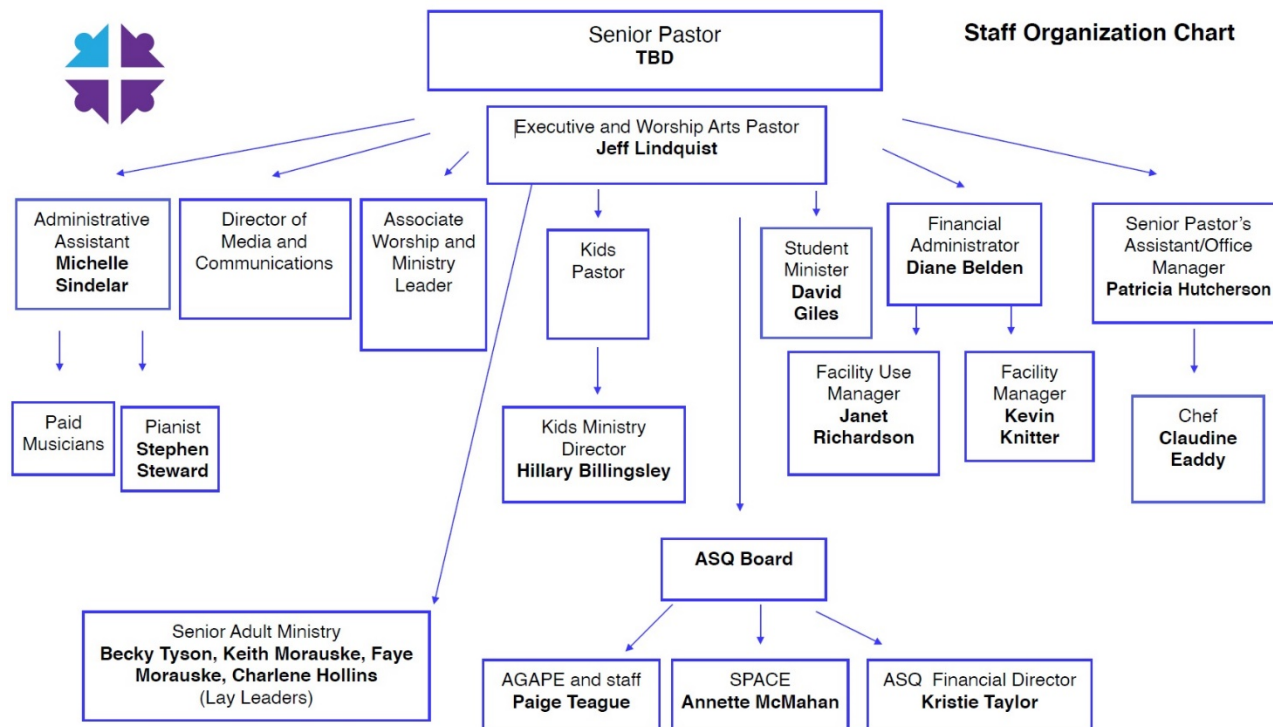 Staff Organization Chart
Senior Pastor
TBD
Executive and Worship Arts Pastor
Jeff Lindquist
Administrative
Assistant
Michelle
Sindelar
Director of
Media and
Communications
Associate
Worship and
Ministry
Leader
Kids
Pastor
Student
Minister
David
Giles
Financial
Administrator
Diane Belden
Senior Pastor's
Assistant/Office
Manager
Patricia Hutcherson
Paid
Musicians
Pianist
Stephen
Steward
Kids Ministry
Director
Hillary Billingsley
Facility Use
Manager
Janet
Richardson
Facility
Manager
Kevin
Knitter
Chef
Claudine
Eaddy
ASQ Board
Senior Adult Ministry
Becky Tyson, Keith Morauske, Faye
Morauske, Charlene Hollins
(Lay Leaders)
AGAPE and staff
Paige Teague
SPACE
Annette McMahan
ASQ Financial Director
Kristie Taylor